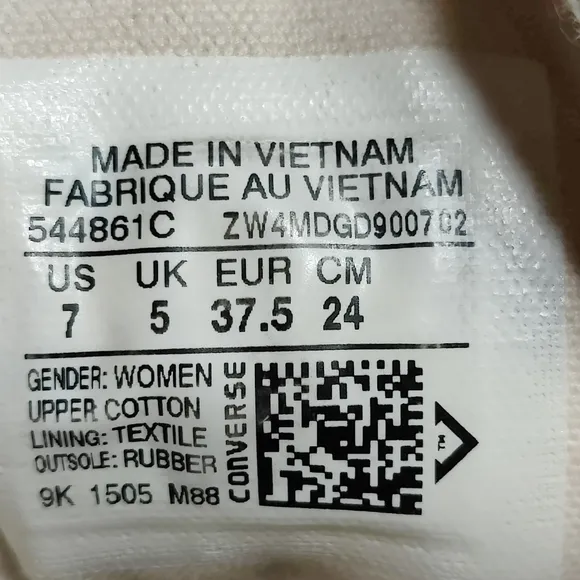 MADE IN VIETNAM
FABRIQUE AU VIETNAM
544861C ZW4MDGD900702
US UK EUR CM
7 5 37.5 24
GENDER: WOMEN
UPPER COTTON
LINING: TEXTILE
OUTSOLE: RUBBER
9K 1505 M88
CONVERSE
TM